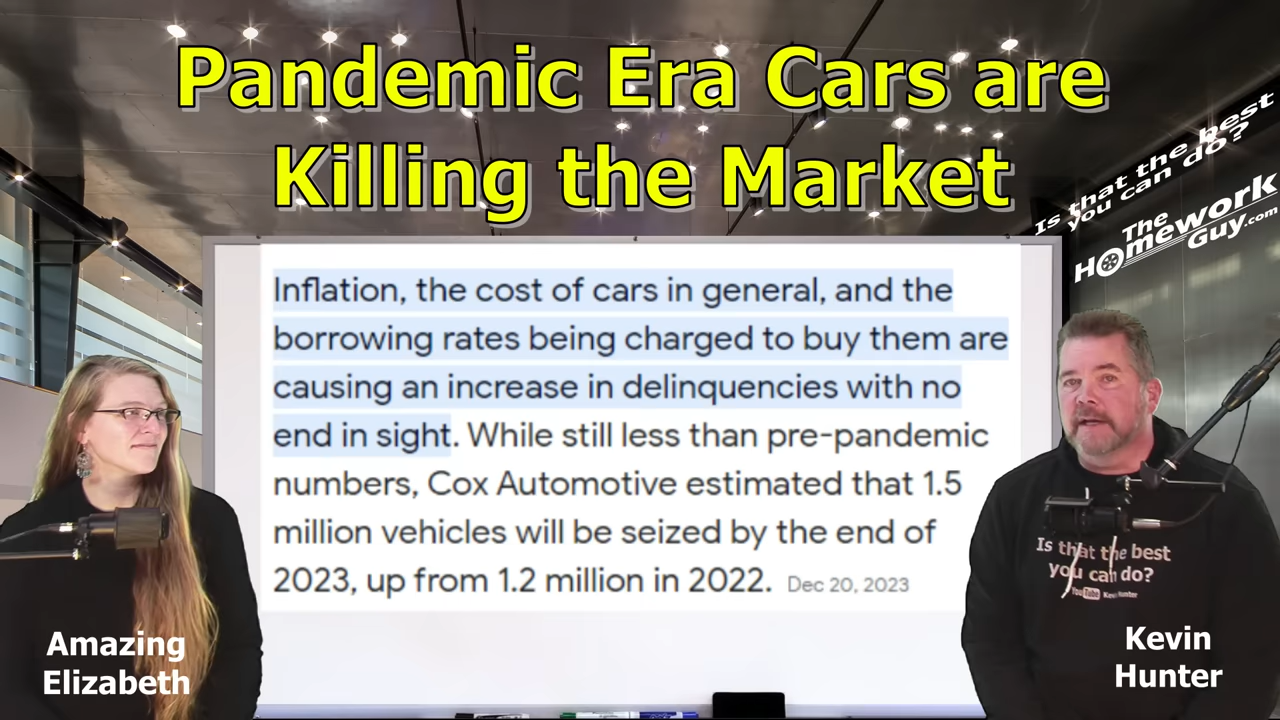 Pandemic Era Cars are
Killing the Market
Is that the best
you can do?
The
Homework
Guy.com
Inflation, the cost of cars in general, and the
borrowing rates being charged to buy them are
causing an increase in delinquencies with no
end in sight. While still less than pre-pandemic
numbers, Cox Automotive estimated that 1.5
million vehicles will be seized by the end of
2023, up from 1.2 million in 2022. Dec 20, 2023
Is that the best
you can do?
YouTube Kevin Hunter
Amazing
Elizabeth
Kevin
Hunter